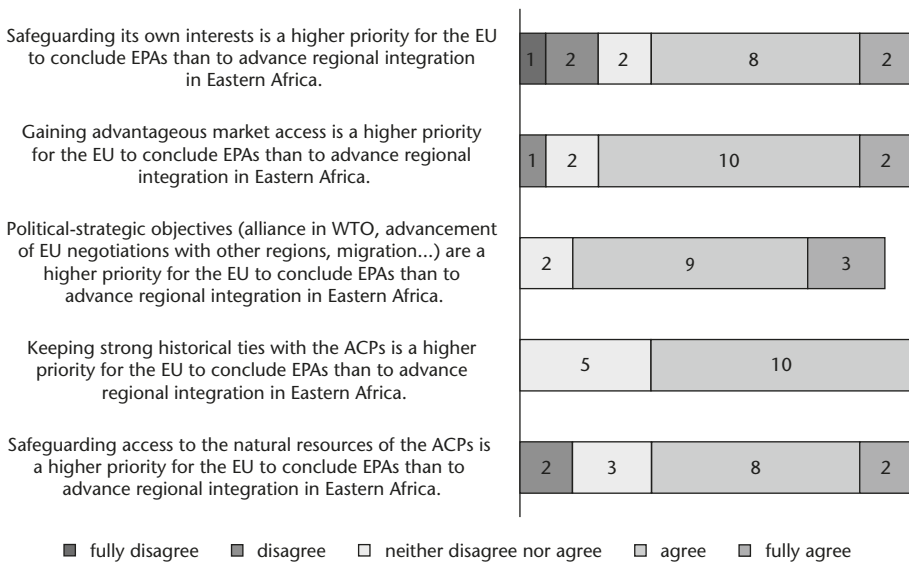 Safeguarding its own interests is a higher priority for the EU
to conclude EPAs than to advance regional integration
in Eastern Africa.
1 2 2 8 2
Gaining advantageous market access is a higher priority
for the EU to conclude EPAs than to advance regional
integration in Eastern Africa.
1 2 10 2
Political-strategic objectives (alliance in WTO, advancement
of EU negotiations with other regions, migration...) are a
higher priority for the EU to conclude EPAs than to
advance regional integration in Eastern Africa.
2 9 3
Keeping strong historical ties with the ACPs is a higher
priority for the EU to conclude EPAs than to advance
regional integration in Eastern Africa.
5 10
Safeguarding access to the natural resources of the ACPs is
a higher priority for the EU to conclude EPAs than to
advance regional integration in Eastern Africa.
2 3 8 2
fully disagree disagree neither disagree nor agree agree fully agree